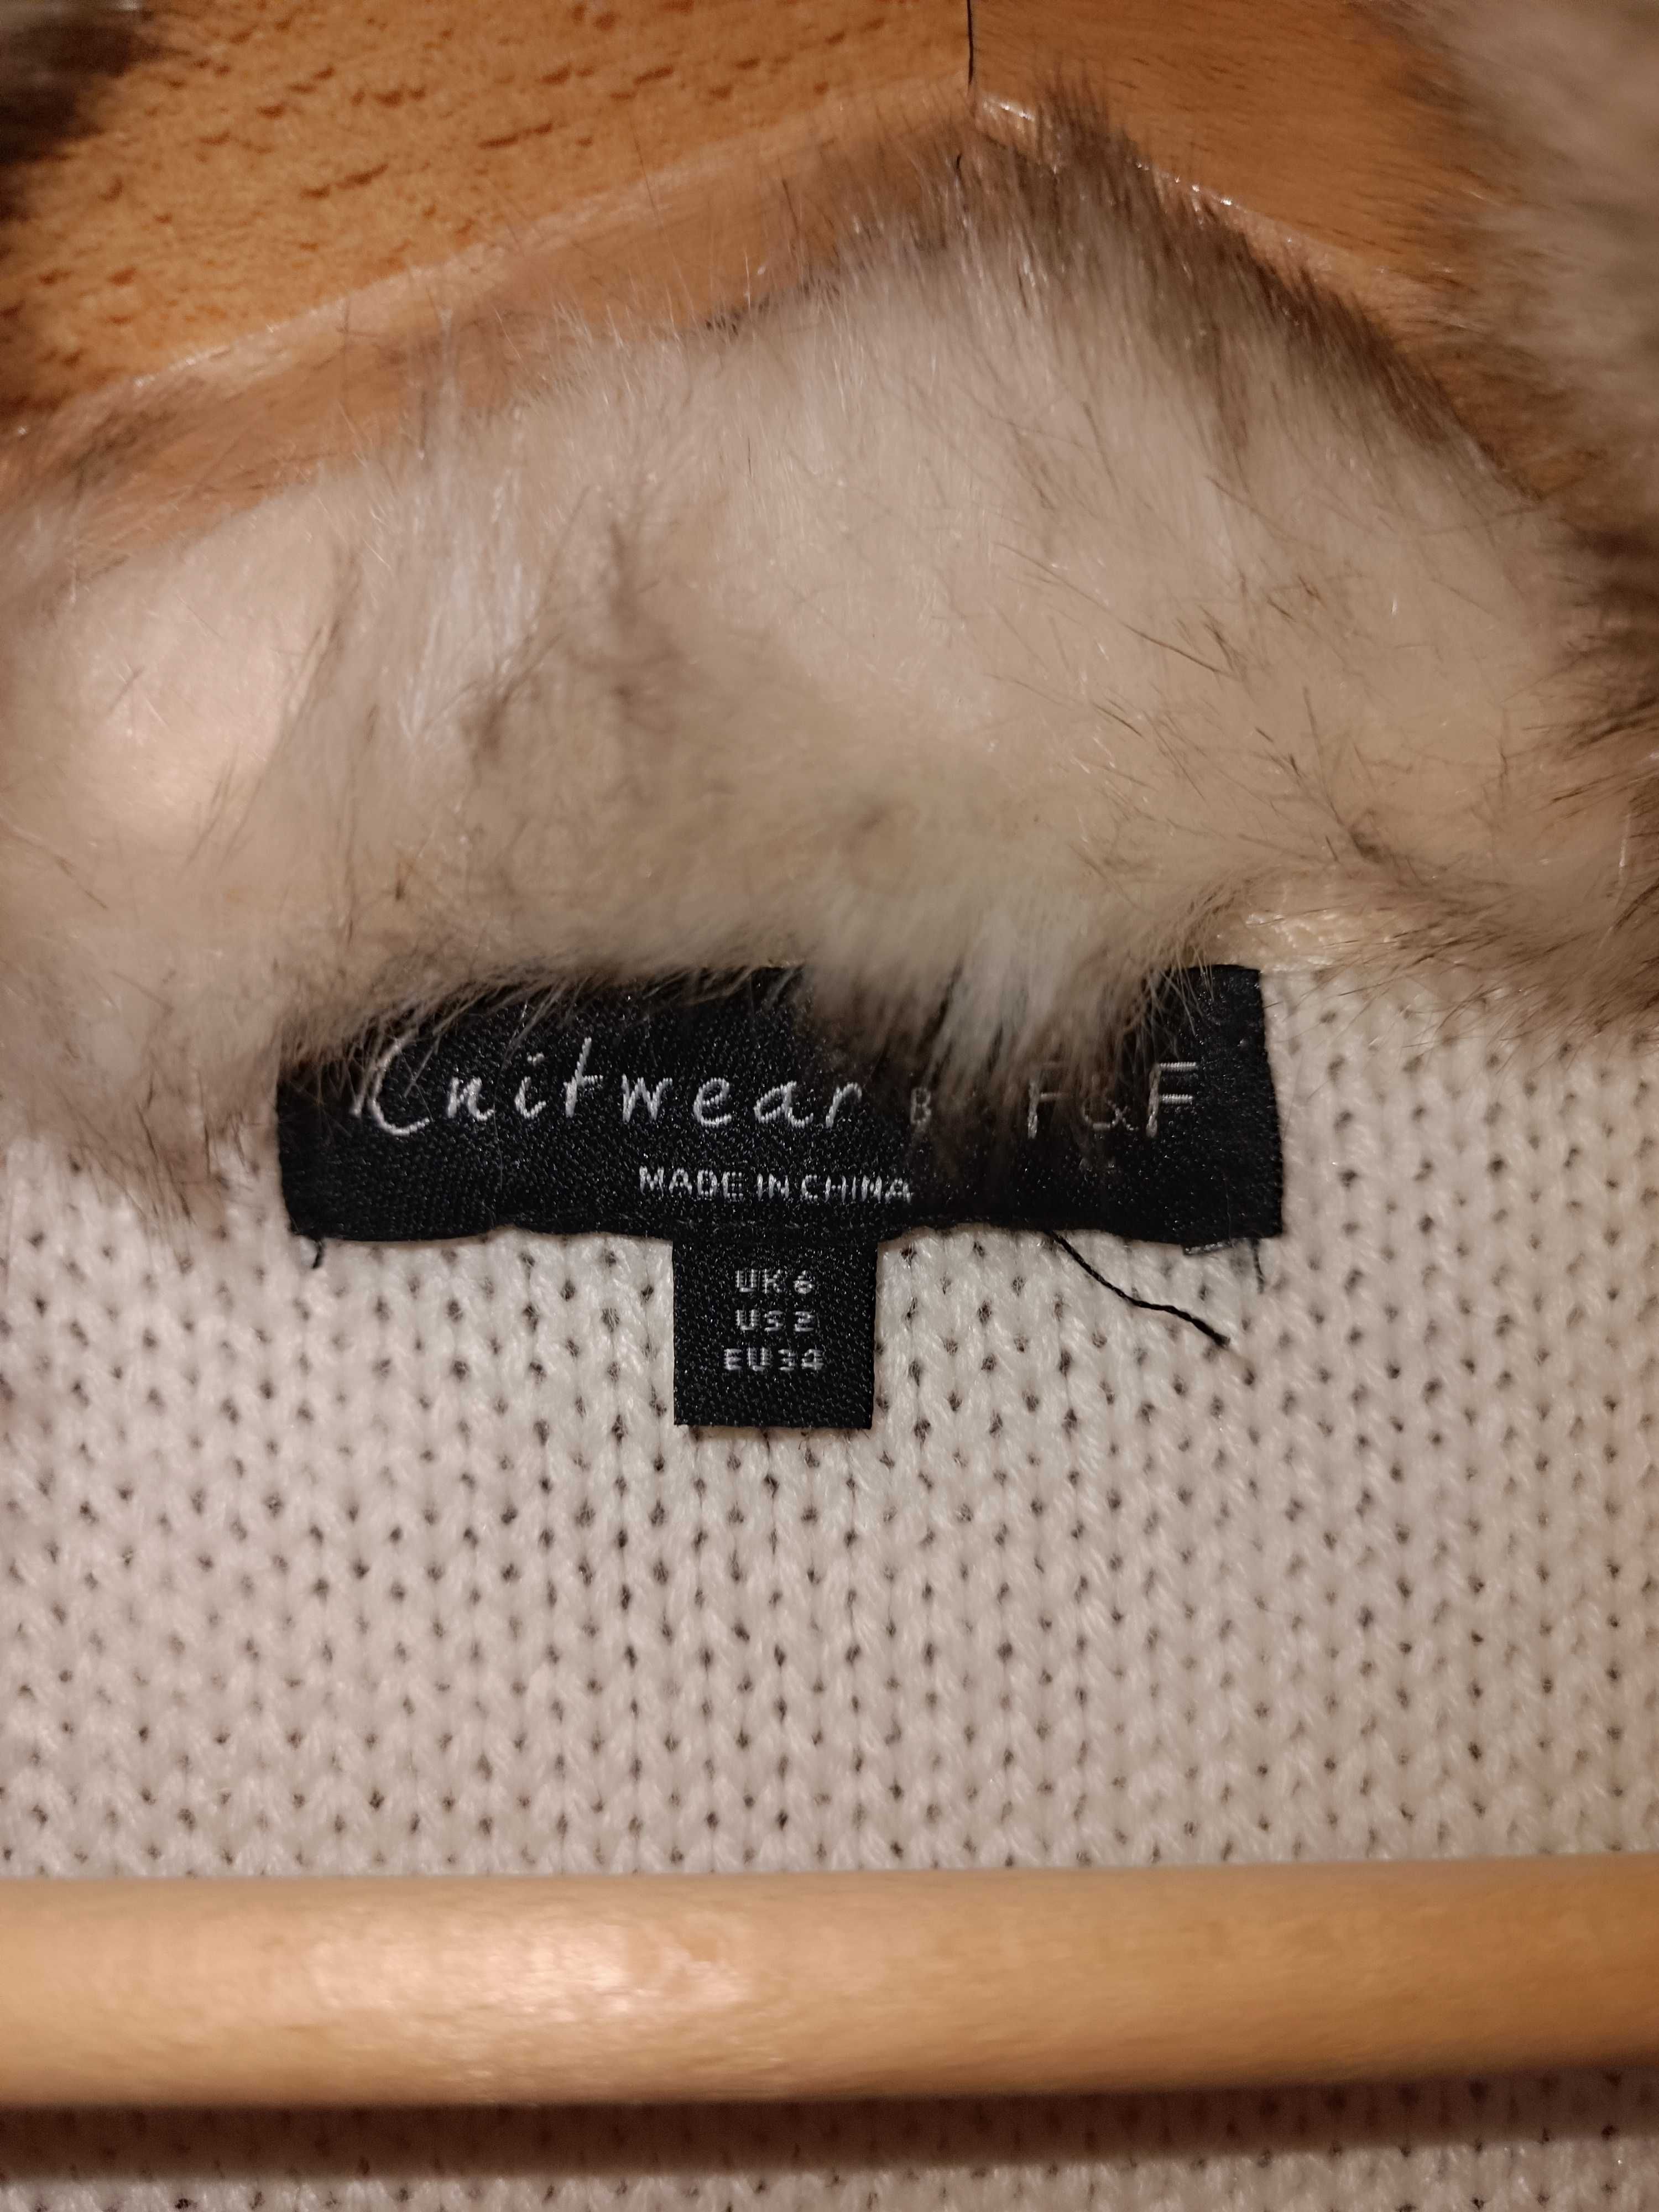 Knitwear B F&F
MADE IN CHINA
UK 6
US 2
EU 34